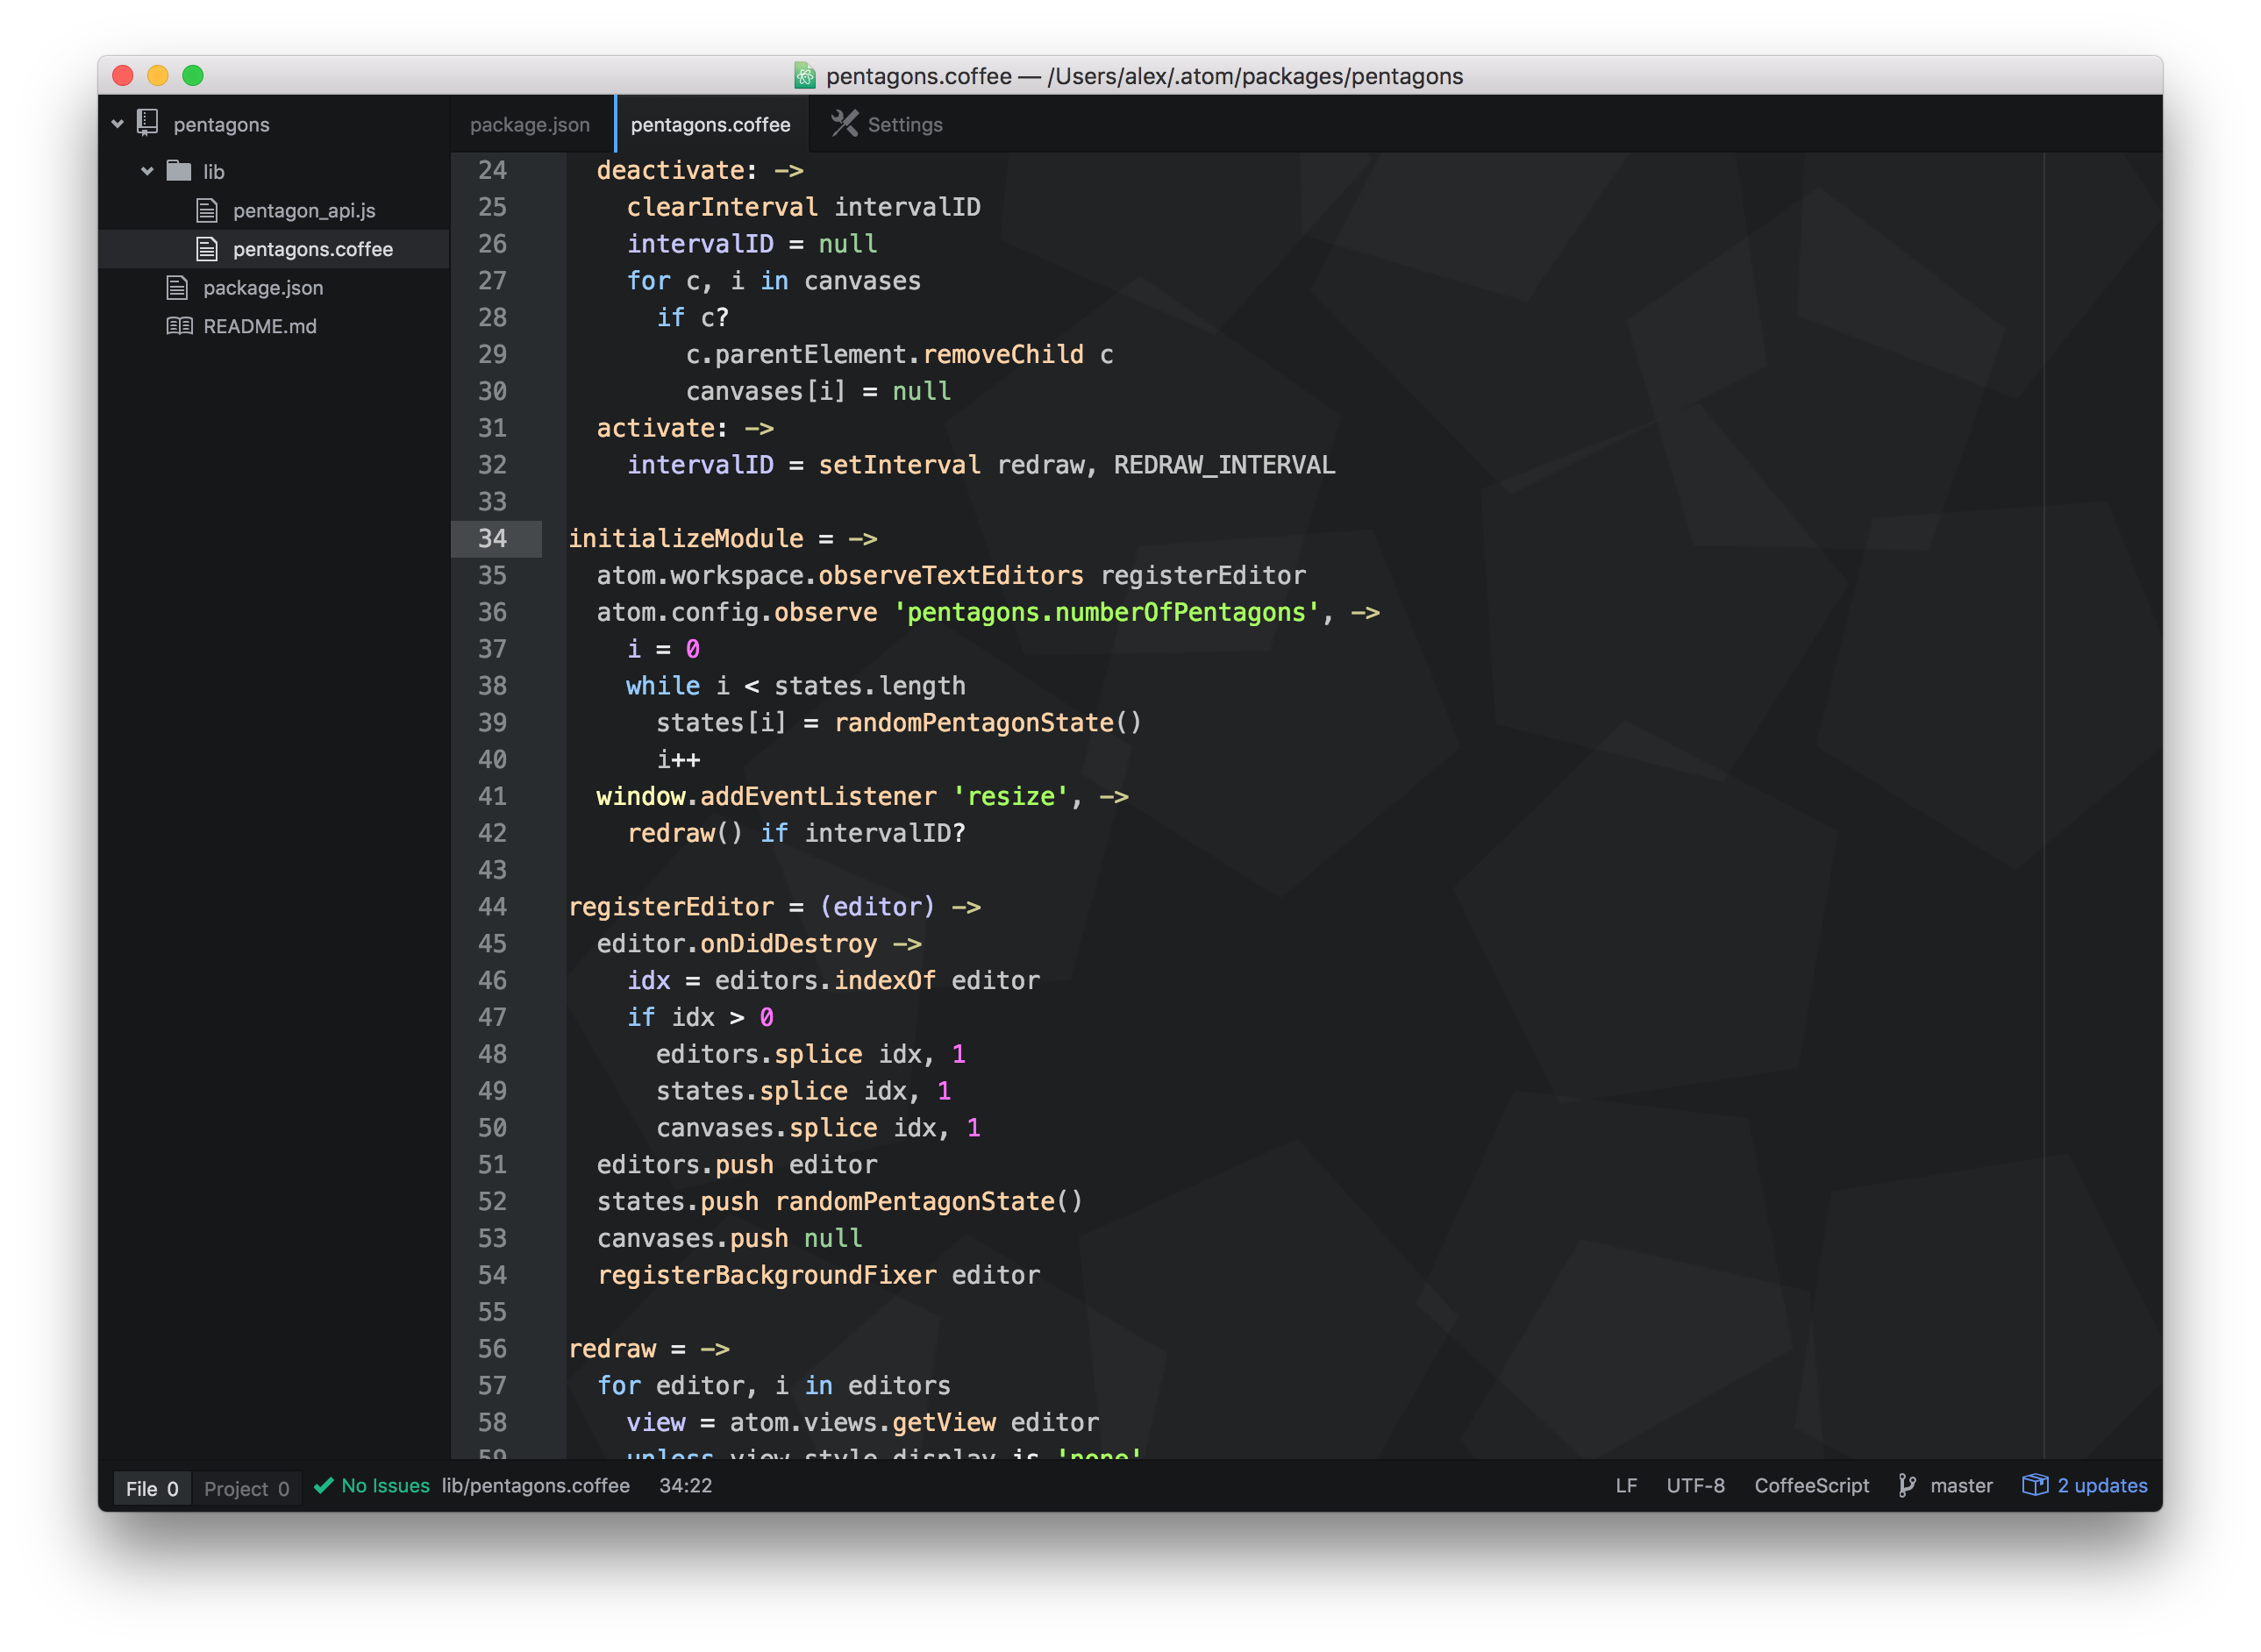 pentagons.coffee — /Users/alex/.atom/packages/pentagons
pentagons
lib
pentagon_api.js
pentagons.coffee
package.json
README.md
package.json
pentagons.coffee
Settings
24 deactivate: ->
25 clearInterval intervalID
26 intervalID = null
27 for c, i in canvases
28 if c?
29 c.parentElement.removeChild c
30 canvases[i] = null
31 activate: ->
32 intervalID = setInterval redraw, REDRAW_INTERVAL
33
34 initializeModule = ->
35 atom.workspace.observeTextEditors registerEditor
36 atom.config.observe 'pentagons.numberOfPentagons', ->
37 i = 0
38 while i < states.length
39 states[i] = randomPentagonState()
40 i++
41 window.addEventListener 'resize', ->
42 redraw() if intervalID?
43
44 registerEditor = (editor) ->
45 editor.onDidDestroy ->
46 idx = editors.indexOf editor
47 if idx > 0
48 editors.splice idx, 1
49 states.splice idx, 1
50 canvases.splice idx, 1
51 editors.push editor
52 states.push randomPentagonState()
53 canvases.push null
54 registerBackgroundFixer editor
55
56 redraw = ->
57 for editor, i in editors
58 view = atom.views.getView editor
59 unless view.style.display is 'none'
File 0
Project 0
No Issues
lib/pentagons.coffee
34:22
LF
UTF-8
CoffeeScript
master
2 updates